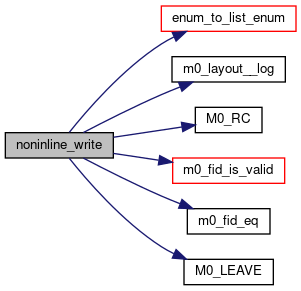 enum_to_list_enum
m0_layout__log
M0_RC
noninline_write
m0_fid_is_valid
m0_fid_eq
M0_LEAVE